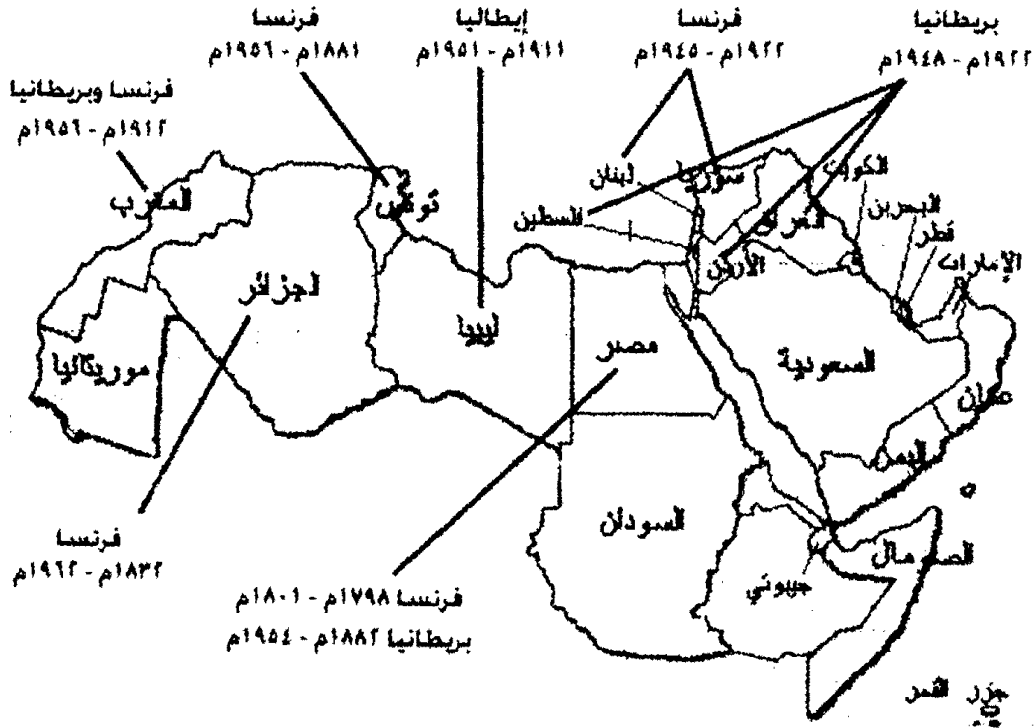 بريطانيا
١٩٢٢م - ١٩٤٨م
فرنسا
١٩٢٢م - ١٩٤٥م
إيطاليا
١٩١١م - ١٩٥١م
فرنسا
١٨٨١م - ١٩٥٦م
فرنسا وبريطانيا
١٩١٢م - ١٩٥٦م
الكويت
سوريا
لبنان
تونس
المغرب
البحرين
العراق
فلسطين
قطر
الأردن
الإمارات
الجزائر
ليبيا
مصر
السعودية
موريتانيا
عمان
اليمن
السودان
الصومال
جيبوتي
فرنسا
١٨٣٢م - ١٩٦٢م
فرنسا ١٧٩٨م - ١٨٠١م
بريطانيا ١٨٨٢م - ١٩٥٤م
جزر القمر